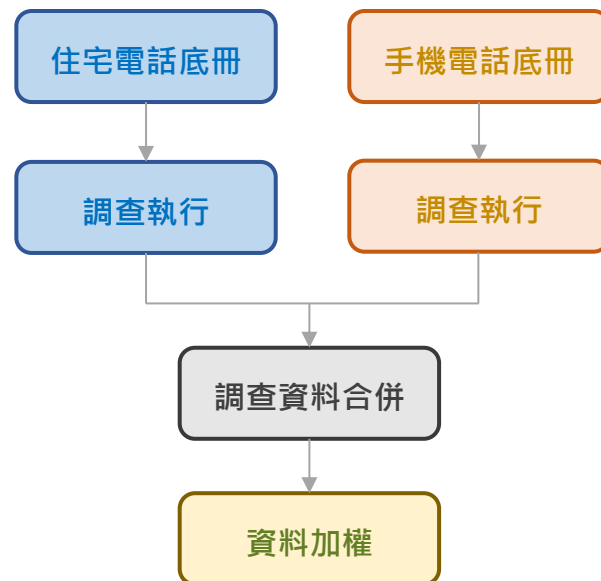 住宅電話底冊
手機電話底冊
調查執行
調查執行
調查資料合併
資料加權